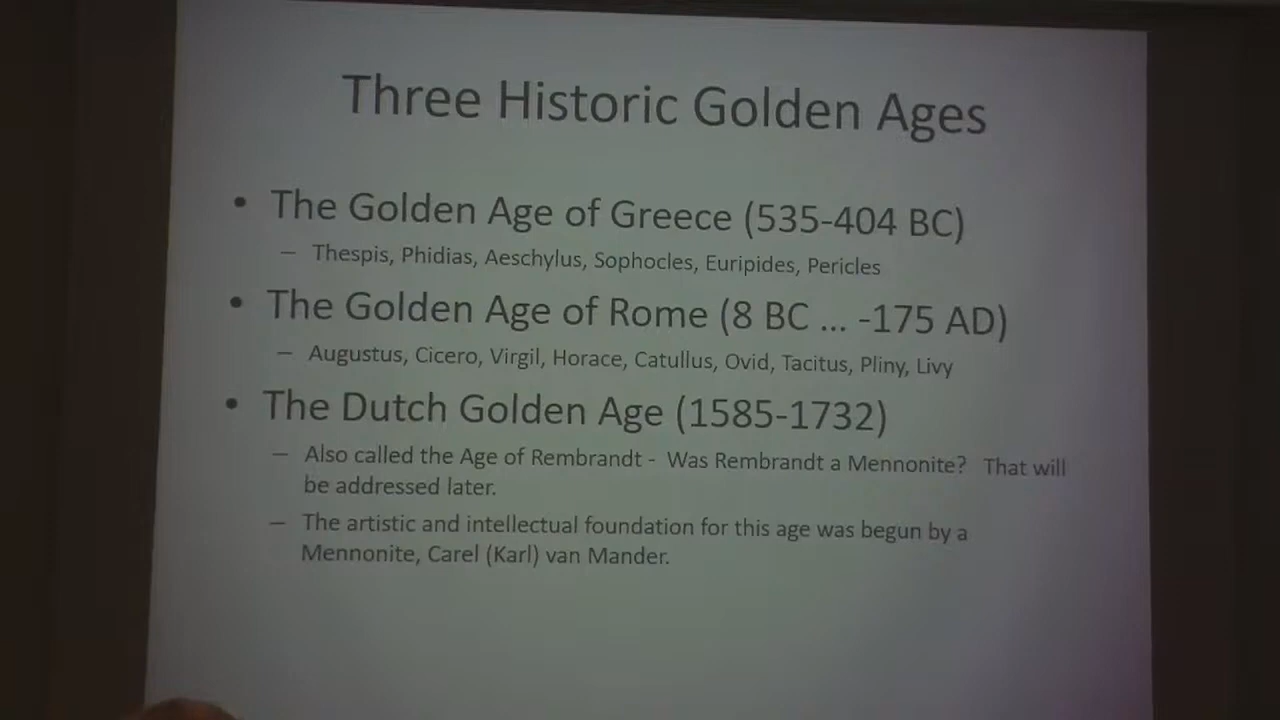 Three Historic Golden Ages
• The Golden Age of Greece (535-404 BC)
– Thespis, Phidias, Aeschylus, Sophocles, Euripides, Pericles
• The Golden Age of Rome (8 BC ... -175 AD)
– Augustus, Cicero, Virgil, Horace, Catullus, Ovid, Tacitus, Pliny, Livy
• The Dutch Golden Age (1585-1732)
– Also called the Age of Rembrandt - Was Rembrandt a Mennonite? That will
be addressed later.
– The artistic and intellectual foundation for this age was begun by a
Mennonite, Carel (Karl) van Mander.